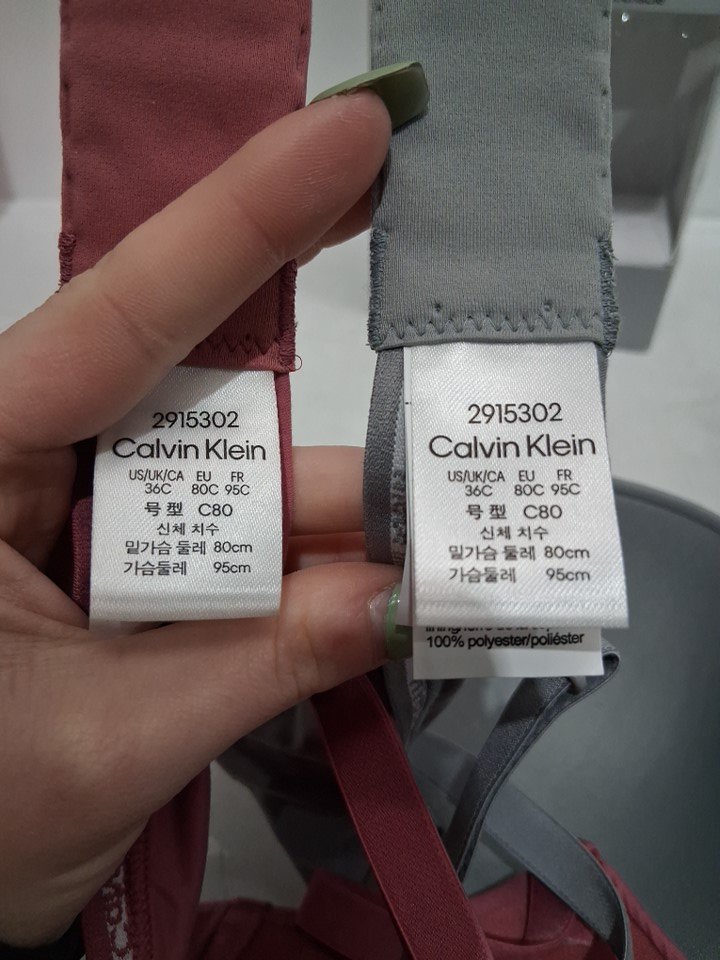 2915302
Calvin Klein
US/UK/CA EU FR
36C 80C 95C
号型 C80
신체 치수
밑가슴 둘레 80cm
가슴둘레 95cm
2915302
Calvin Klein
US/UK/CA EU FR
36C 80C 95C
号型 C80
신체 치수
밑가슴 둘레 80cm
가슴둘레 95cm
100% polyester/poliéster